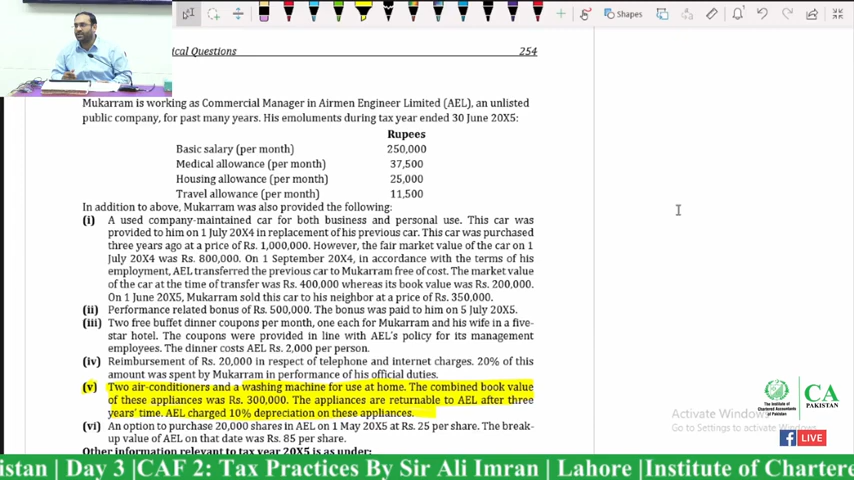 Shapes
ical Questions
254
Mukarram is working as Commercial Manager in Airmen Engineer Limited (AEL), an unlisted
public company, for past many years. His emoluments during tax year ended 30 June 20X5:
Rupees
Basic salary (per month) 250,000
Medical allowance (per month) 37,500
Housing allowance (per month) 25,000
Travel allowance (per month) 11,500
In addition to above, Mukarram was also provided the following:
(i) A used company-maintained car for both business and personal use. This car was
provided to him on 1 July 20X4 in replacement of his previous car. This car was purchased
three years ago at a price of Rs. 1,000,000. However, the fair market value of the car on 1
July 20X4 was Rs. 800,000. On 1 September 20X4, in accordance with the terms of his
employment, AEL transferred the previous car to Mukarram free of cost. The market value
of the car at the time of transfer was Rs. 400,000 whereas its book value was Rs. 200,000.
On 1 June 20X5, Mukarram sold this car to his neighbor at a price of Rs. 350,000.
(ii) Performance related bonus of Rs. 500,000. The bonus was paid to him on 5 July 20X5.
(iii) Two free buffet dinner coupons per month, one each for Mukarram and his wife in a five-
star hotel. The coupons were provided in line with AEL's policy for its management
employees. The dinner costs AEL Rs. 2,000 per person.
(iv) Reimbursement of Rs. 20,000 in respect of telephone and internet charges. 20% of this
amount was spent by Mukarram in performance of his official duties.
(v) Two air-conditioners and a washing machine for use at home. The combined book value
of these appliances was Rs. 300,000. The appliances are returnable to AEL after three
years' time. AEL charged 10% depreciation on these appliances.
(vi) An option to purchase 20,000 shares in AEL on 1 May 20X5 at Rs. 25 per share. The break-
up value of AEL on that date was Rs. 85 per share.
Other information relevant to tax year 20X5 is as under:
Activate Windows
Go to Settings to activate Windows.
The Institute of
Chartered Accountants
of Pakistan
CA
PAKISTAN
f LIVE
istan | Day 3 |CAF 2: Tax Practices By Sir Ali Imran | Lahore |Institute of Chartere